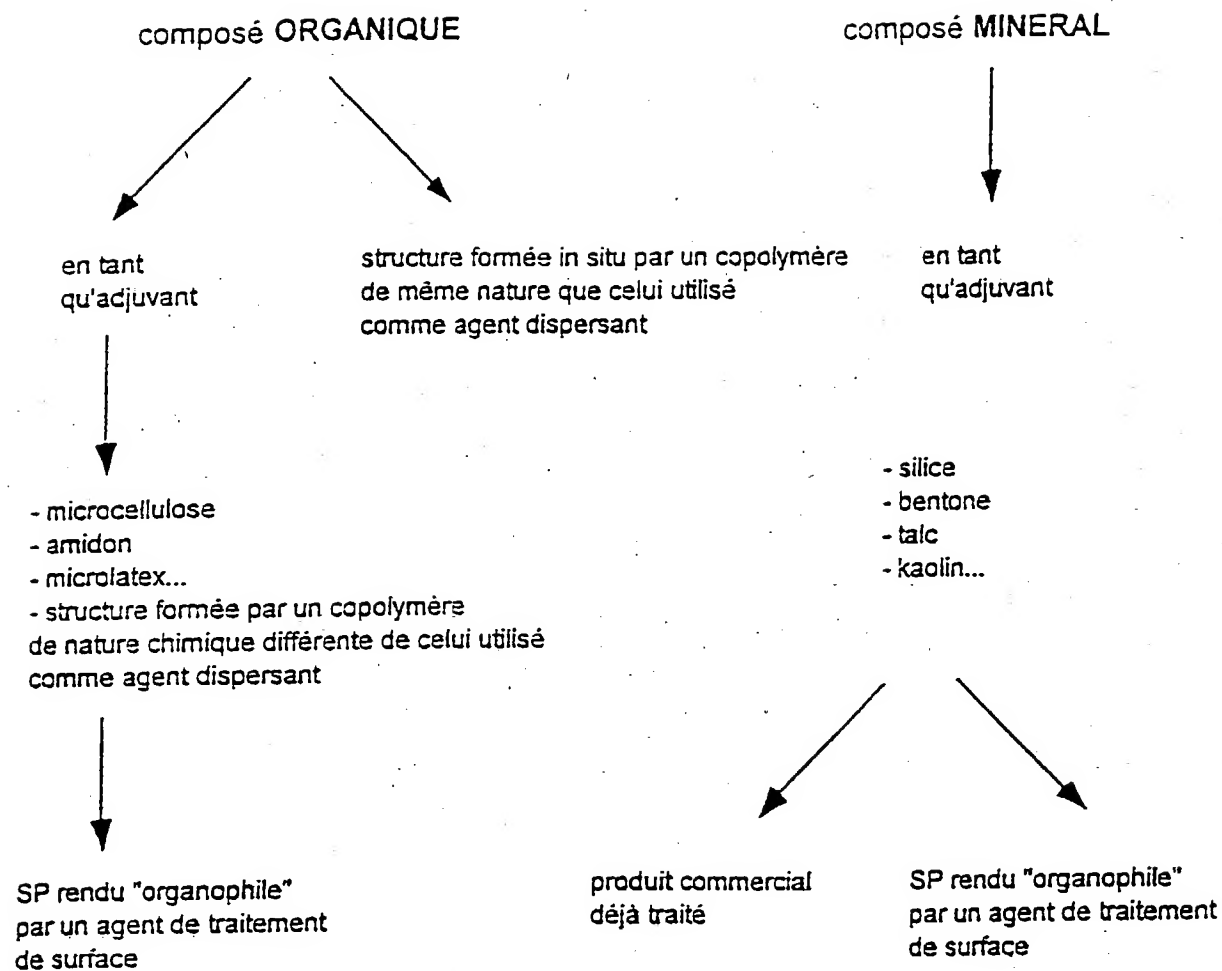 composé ORGANIQUE
composé MINERAL
en tant
qu'adjuvant
structure formée in situ par un copolymère
de même nature que celui utilisé
comme agent dispersant
en tant
qu'adjuvant
- microcellulose
- amidon
- microlatex...
- structure formée par un copolymère
de nature chimique différente de celui utilisé
comme agent dispersant
- silice
- bentone
- talc
- kaolin...
SP rendu "organophile"
par un agent de traitement
de surface
produit commercial
déjà traité
SP rendu "organophile"
par un agent de traitement
de surface